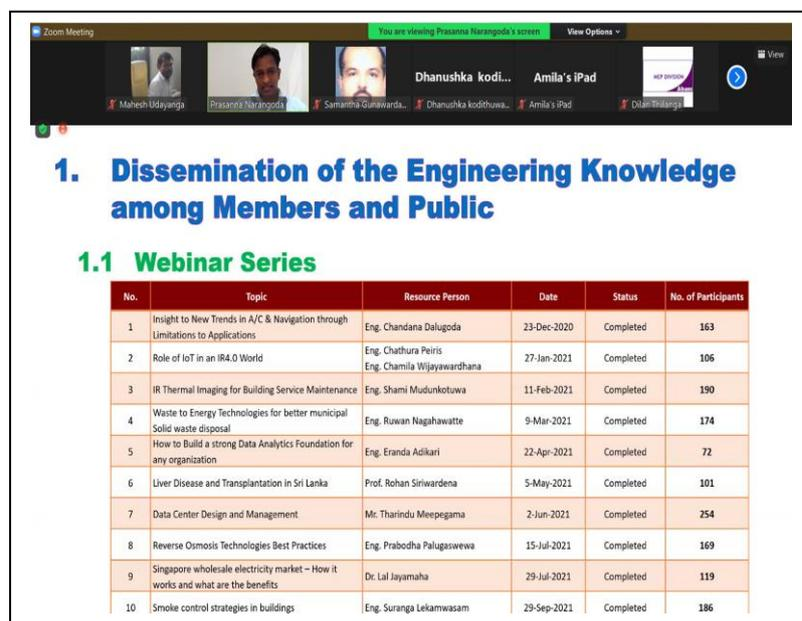 Zoom Meeting
You are viewing Prasanna Narangoda's screen
View Options
View
Dhanushka kodi...
Amila's iPad
MEP DIVISION
Mahesh Udayanga
Prasanna Narangoda
Samantha Gunawarda...
Dhanushka kodithuwa...
Amila's iPad
Dilan Thilanga
1. Dissemination of the Engineering Knowledge
among Members and Public
1.1 Webinar Series
No. Topic Resource Person Date Status No. of Participants
1 Insight to New Trends in A/C & Navigation through
Limitations to Applications Eng. Chandana Dalugoda 23-Dec-2020 Completed 163
2 Role of IoT in an IR4.0 World Eng. Chathura Peiris
Eng. Chamila Wijayawardhana 27-Jan-2021 Completed 106
3 IR Thermal Imaging for Building Service Maintenance Eng. Shami Mudunkotuwa 11-Feb-2021 Completed 190
4 Waste to Energy Technologies for better municipal
Solid waste disposal Eng. Ruwan Nagahawatte 9-Mar-2021 Completed 174
5 How to Build a strong Data Analytics Foundation for
any organization Eng. Eranda Adikari 22-Apr-2021 Completed 72
6 Liver Disease and Transplantation in Sri Lanka Prof. Rohan Siriwardena 5-May-2021 Completed 101
7 Data Center Design and Management Mr. Tharindu Meepegama 2-Jun-2021 Completed 254
8 Reverse Osmosis Technologies Best Practices Eng. Prabodha Palugaswewa 15-Jul-2021 Completed 169
9 Singapore wholesale electricity market – How it
works and what are the benefits Dr. Lal Jayamaha 29-Jul-2021 Completed 119
10 Smoke control strategies in buildings Eng. Suranga Lekamwasam 29-Sep-2021 Completed 186